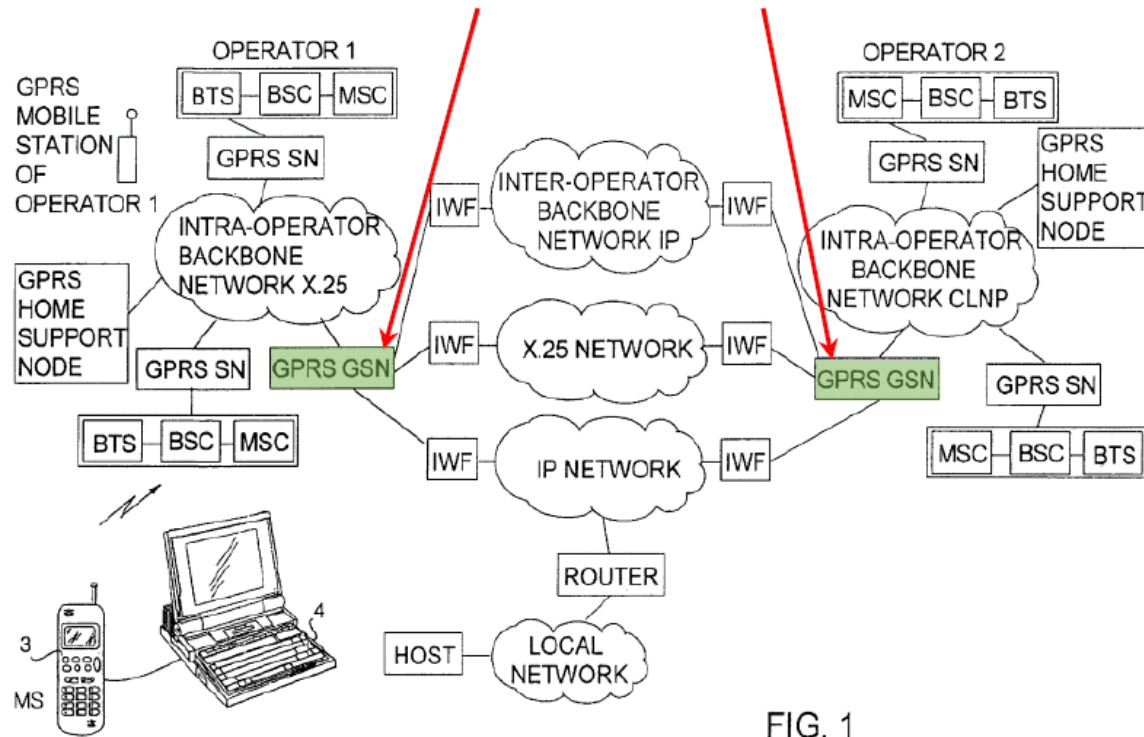 OPERATOR 1
BTS
BSC
MSC
GPRS
MOBILE
STATION
OF
OPERATOR 1
GPRS SN
INTRA-OPERATOR
BACKBONE
NETWORK X.25
GPRS
HOME
SUPPORT
NODE
GPRS SN
BTS
BSC
MSC
GPRS GSN
IWF
INTER-OPERATOR
BACKBONE
NETWORK IP
IWF
IWF
X.25 NETWORK
IWF
IWF
IP NETWORK
IWF
ROUTER
HOST
LOCAL
NETWORK
OPERATOR 2
MSC
BSC
BTS
GPRS SN
GPRS
HOME
SUPPORT
NODE
INTRA-OPERATOR
BACKBONE
NETWORK CLNP
GPRS GSN
GPRS SN
MSC
BSC
BTS
3
MS
4
FIG. 1